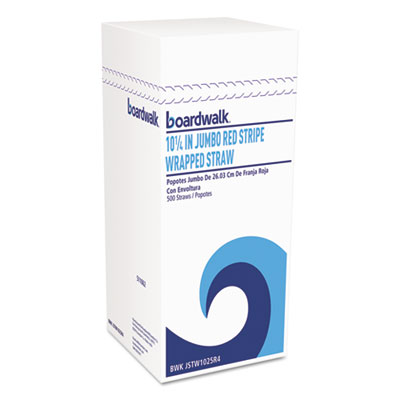 boardwalk
10¼ IN JUMBO RED STRIPE
WRAPPED STRAW
Popotes Jumbo De 26.03 Cm De Franja Roja
Con Envoltura
500 Straws / Popotes
BWK JSTW1025R4
boardwalk